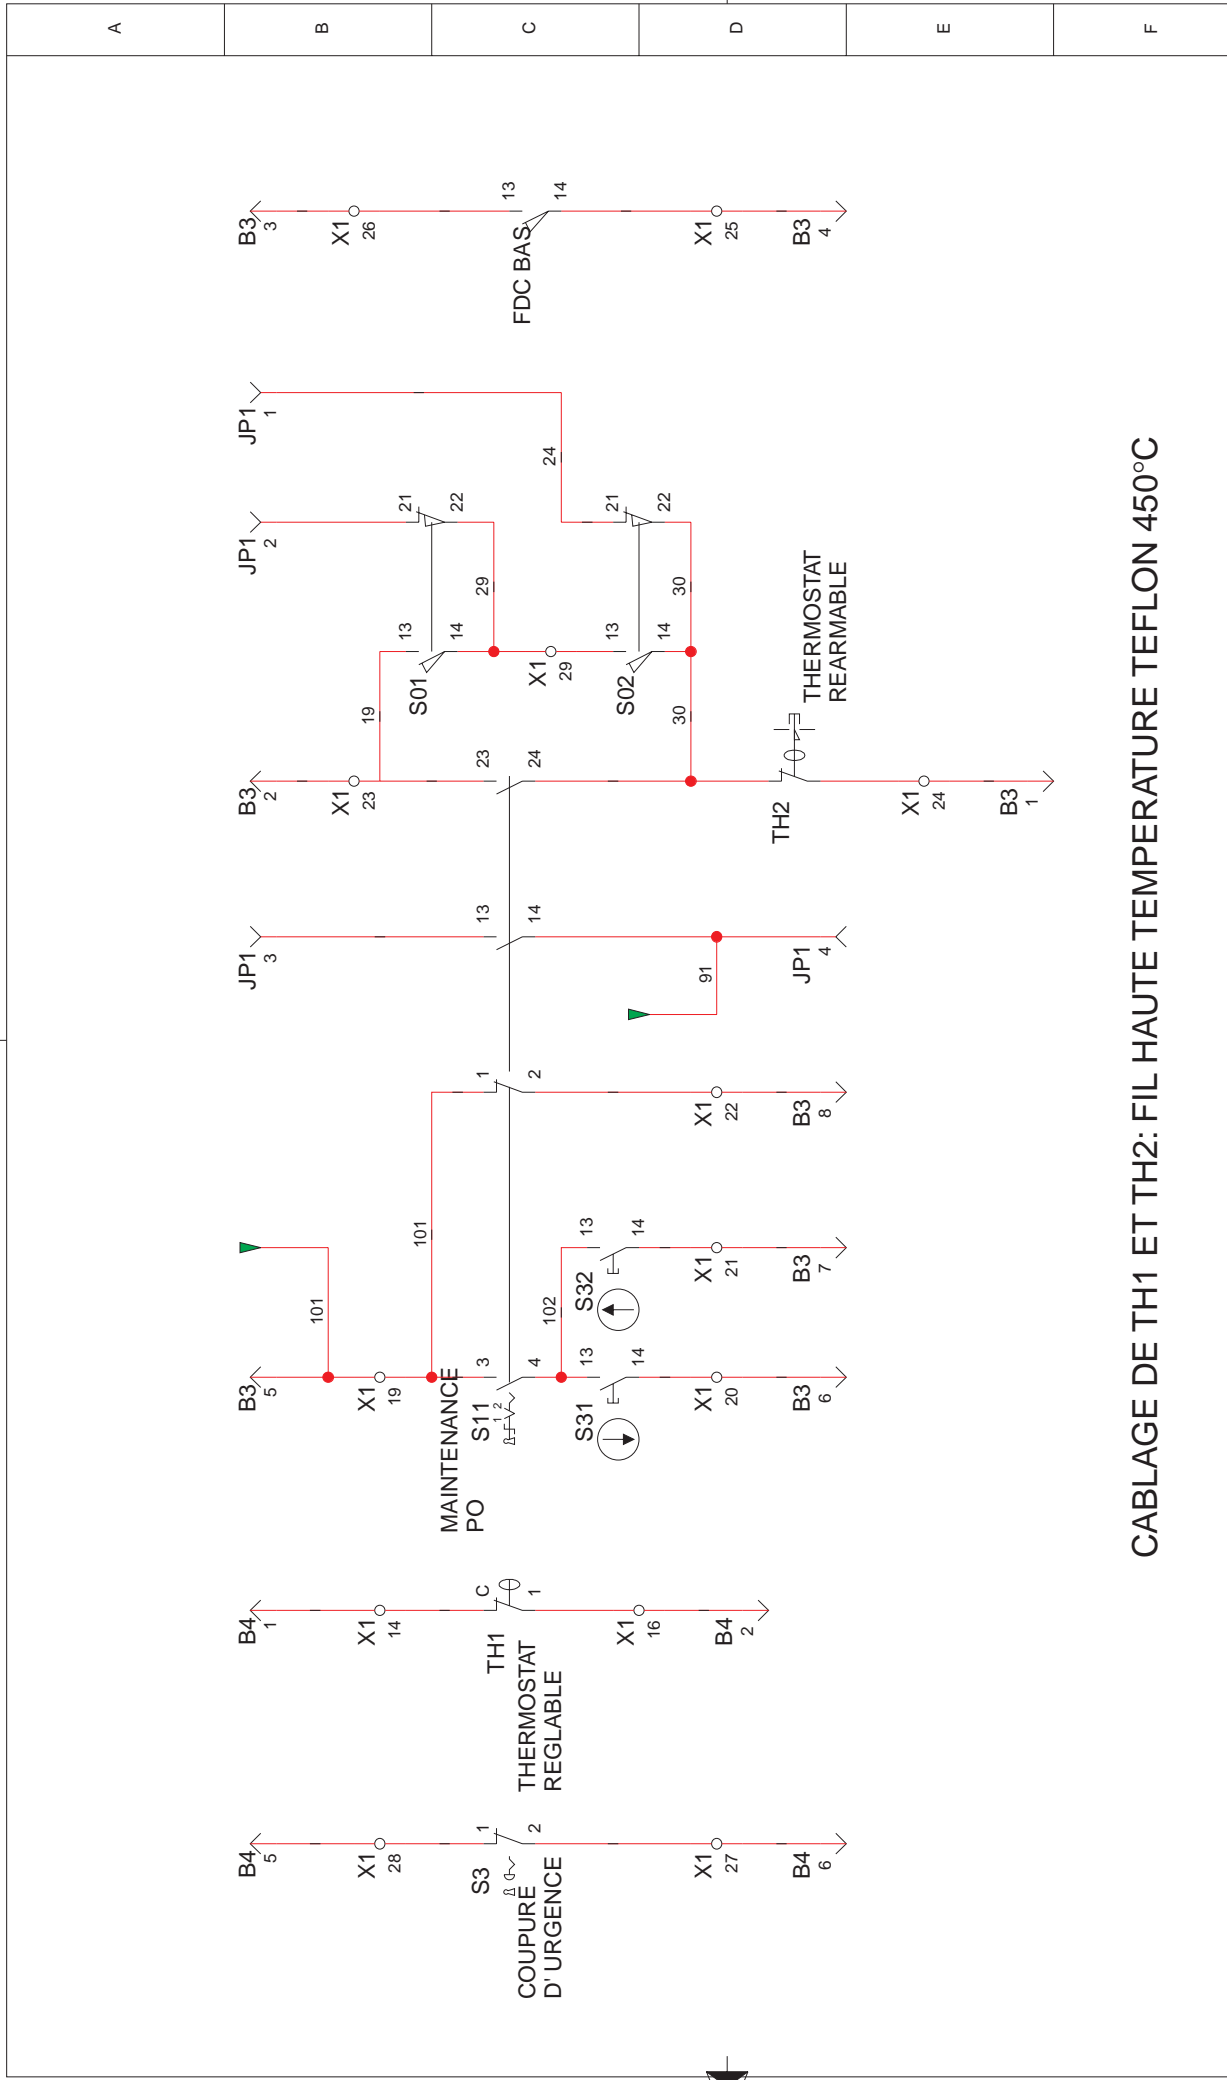 A
B
C
D
E
F
B4
5
X1
28
S3
1
2
COUPURE
D' URGENCE
X1
27
B4
6
B4
1
X1
14
TH1
C
1
THERMOSTAT
REGLABLE
X1
16
B4
2
B3
5
101
X1
19
MAINTENANCE
PO
S11
1 2
3
4
102
S31
13
14
X1
20
B3
6
S32
13
14
X1
21
B3
7
101
1
2
X1
22
B3
8
JP1
3
13
14
91
JP1
4
B3
2
X1
23
19
23
24
30
TH2
THERMOSTAT
REARMABLE
X1
24
B3
1
S01
13
14
X1
29
S02
13
14
JP1
2
21
22
29
21
22
30
JP1
1
24
B3
3
X1
26
FDC BAS
13
14
X1
25
B3
4
CABLAGE DE TH1 ET TH2: FIL HAUTE TEMPERATURE TEFLON 450°C